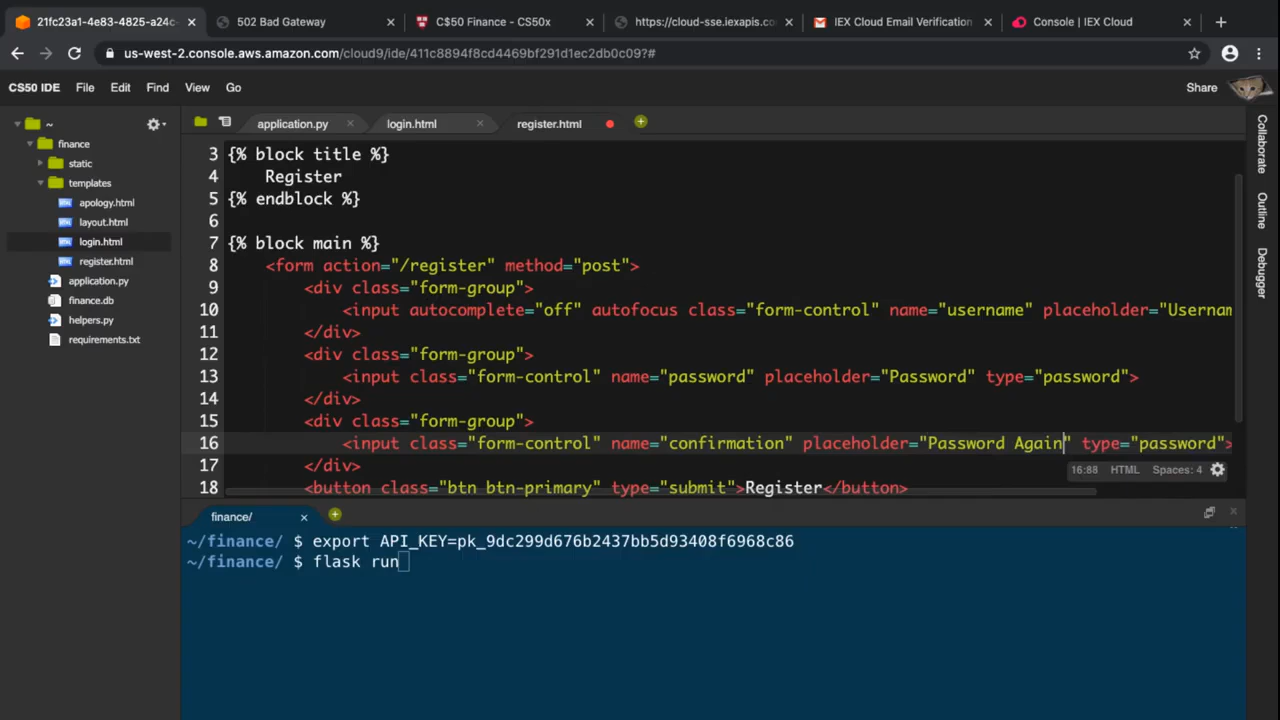 21fc23a1-4e83-4825-a24c-
502 Bad Gateway
C$50 Finance - CS50x
https://cloud-sse.iexapis.co
IEX Cloud Email Verification
Console | IEX Cloud
us-west-2.console.aws.amazon.com/cloud9/ide/411c8894f8cd4469bf291d1ec2db0c09?#
CS50 IDE File Edit Find View Go Share
~
finance
static
templates
apology.html
layout.html
login.html
register.html
application.py
finance.db
helpers.py
requirements.txt
application.py login.html register.html
3 {% block title %}
4 Register
5 {% endblock %}
6
7 {% block main %}
8 <form action="/register" method="post">
9 <div class="form-group">
10 <input autocomplete="off" autofocus class="form-control" name="username" placeholder="Usernam
11 </div>
12 <div class="form-group">
13 <input class="form-control" name="password" placeholder="Password" type="password">
14 </div>
15 <div class="form-group">
16 <input class="form-control" name="confirmation" placeholder="Password Again" type="password">
17 </div>
18 <button class="btn btn-primary" type="submit">Register</button>
16:88 HTML Spaces: 4
finance/
~/finance/ $ export API_KEY=pk_9dc299d676b2437bb5d93408f6968c86
~/finance/ $ flask run
Collaborate
Outline
Debugger